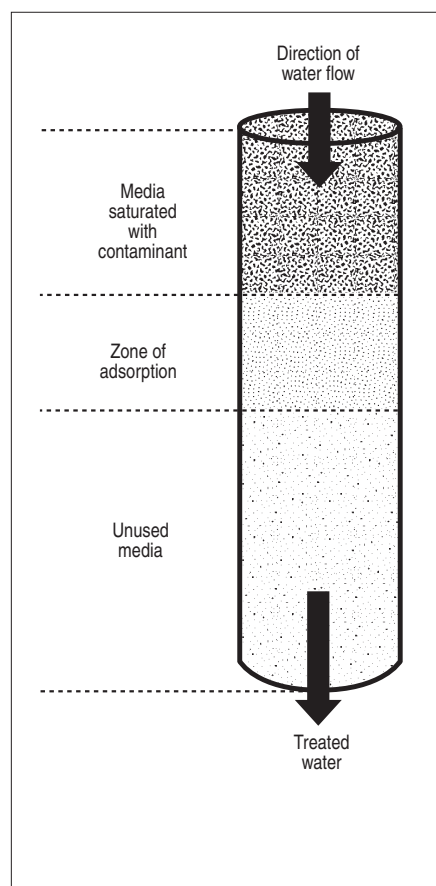 Direction of
water flow
Media
saturated
with
contaminant
Zone of
adsorption
Unused
media
Treated
water